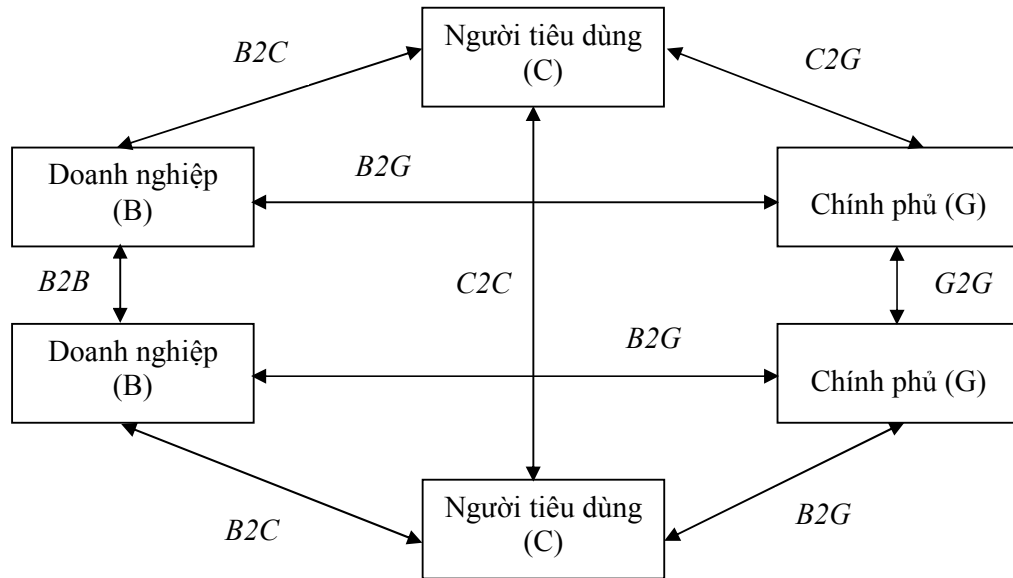 Người tiêu dùng
(C)
B2C
C2G
Doanh nghiệp
(B)
B2G
Chính phủ (G)
B2B
C2C
G2G
Doanh nghiệp
(B)
B2G
Chính phủ (G)
Người tiêu dùng
(C)
B2C
B2G